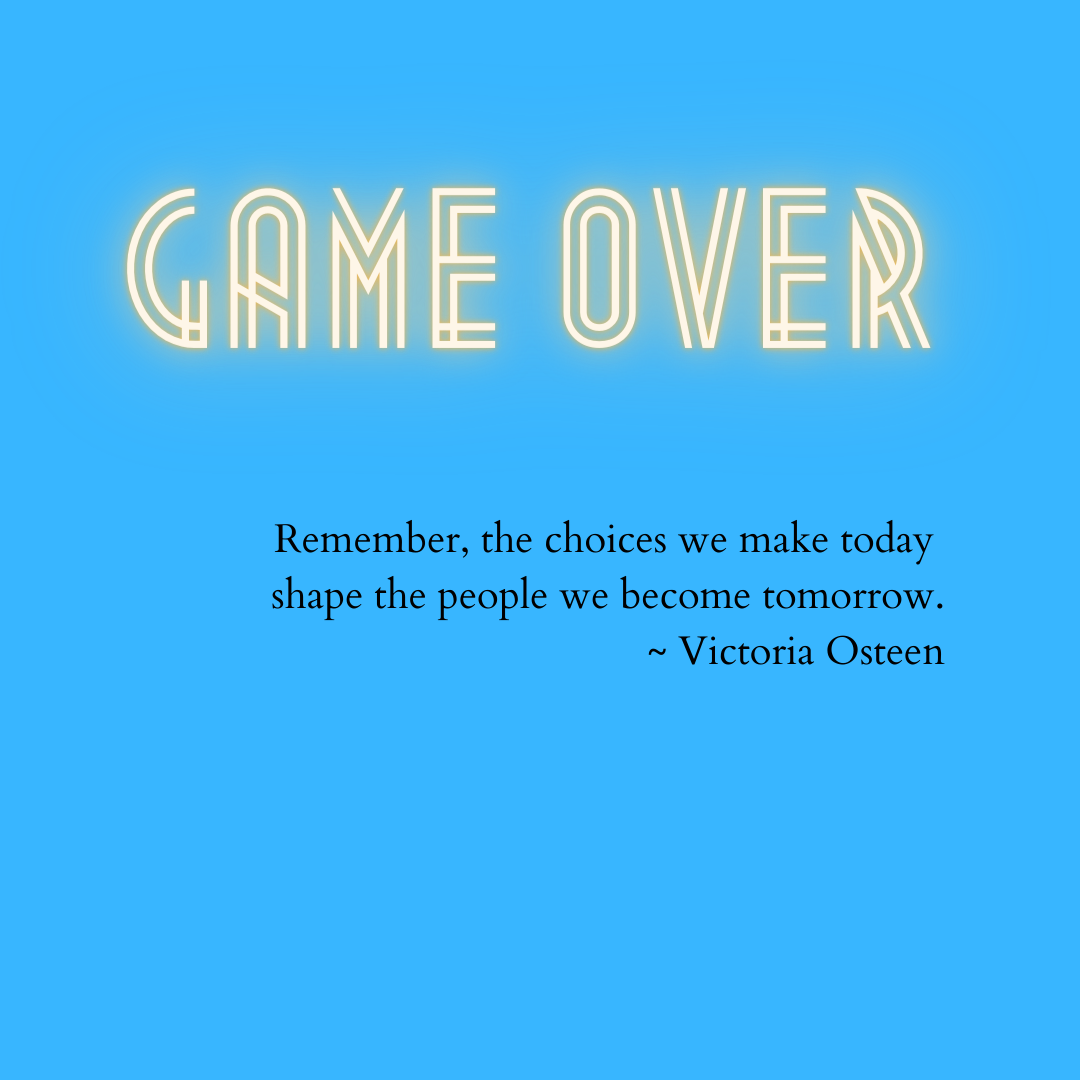 GAME OVER
Remember, the choices we make today
shape the people we become tomorrow.
~ Victoria Osteen